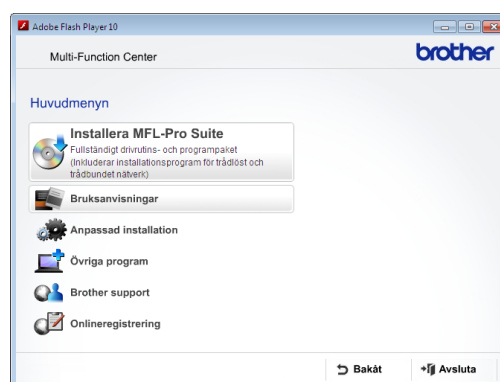 Adobe Flash Player 10
Multi-Function Center
brother
Huvudmenyn
Installera MFL-Pro Suite
Fullständigt drivrutins- och programpaket
(Inkluderar installationsprogram för trådlöst och
trådbundet nätverk)
Bruksanvisningar
Anpassad installation
Övriga program
Brother support
Onlineregistrering
Bakåt
Avsluta